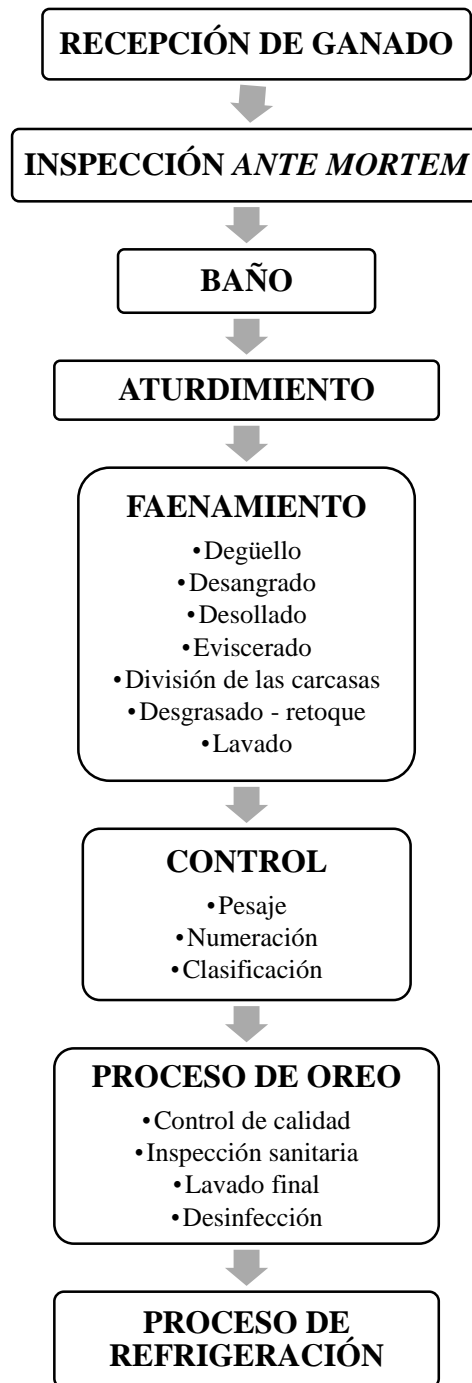 RECEPCIÓN DE GANADO
INSPECCIÓN ANTE MORTEM
BAÑO
ATURDIMIENTO
FAENAMIENTO
•Degüello
•Desangrado
•Desollado
•Eviscerado
•División de las carcasas
•Desgrasado - retoque
•Lavado
CONTROL
•Pesaje
•Numeración
•Clasificación
PROCESO DE OREO
•Control de calidad
•Inspección sanitaria
•Lavado final
•Desinfección
PROCESO DE
REFRIGERACIÓN